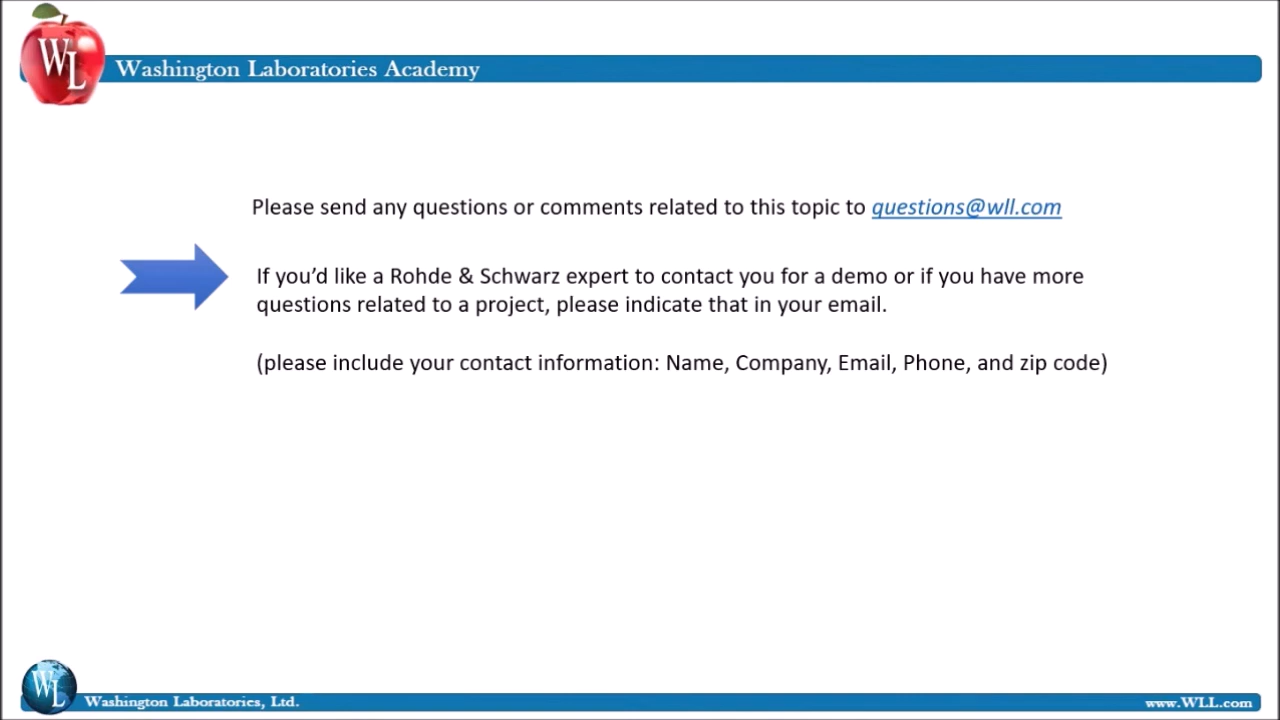 WL
Washington Laboratories Academy
Please send any questions or comments related to this topic to questions@wll.com
If you’d like a Rohde & Schwarz expert to contact you for a demo or if you have more
questions related to a project, please indicate that in your email.
(please include your contact information: Name, Company, Email, Phone, and zip code)
WL
Washington Laboratories, Ltd.
www.WLL.com